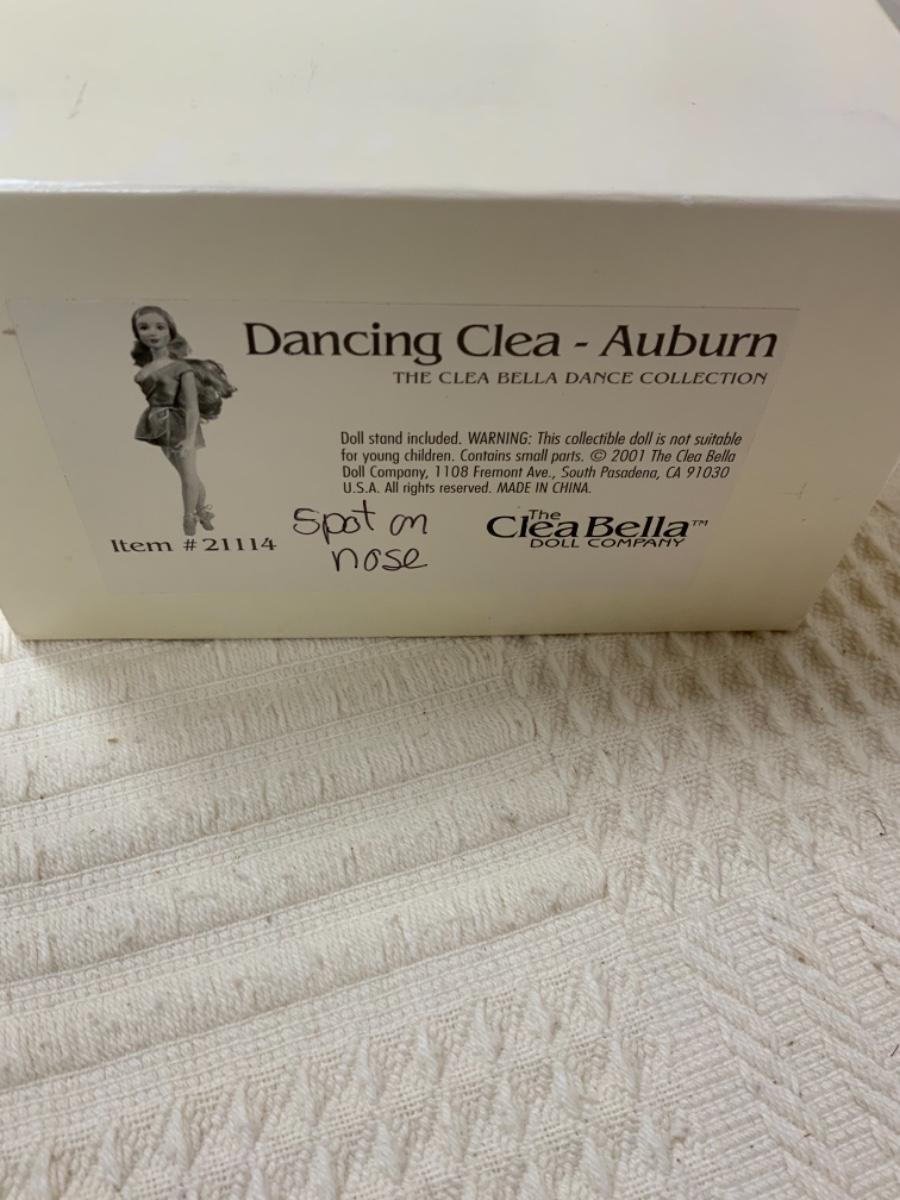 Dancing Clea - Auburn
THE CLEA BELLA DANCE COLLECTION
Doll stand included. WARNING: This collectible doll is not suitable
for young children. Contains small parts. © 2001 The Clea Bella
Doll Company, 1108 Fremont Ave., South Pasadena, CA 91030
U.S.A. All rights reserved. MADE IN CHINA.
Item # 21114
Spot on
nose
The
Clea Bella™
DOLL COMPANY